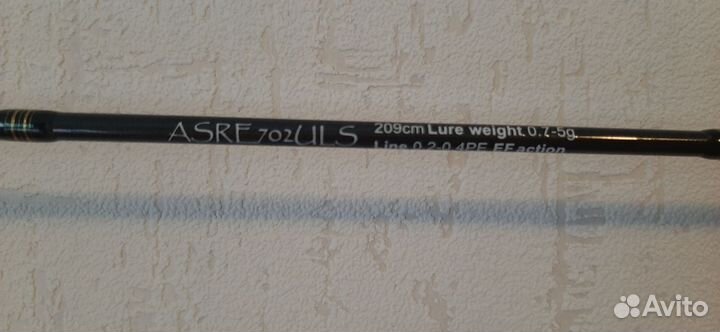 ASRE702ULS 209cm Lure weight. 0.7-5g
Line 0.2-0.4PE FF action
Avito